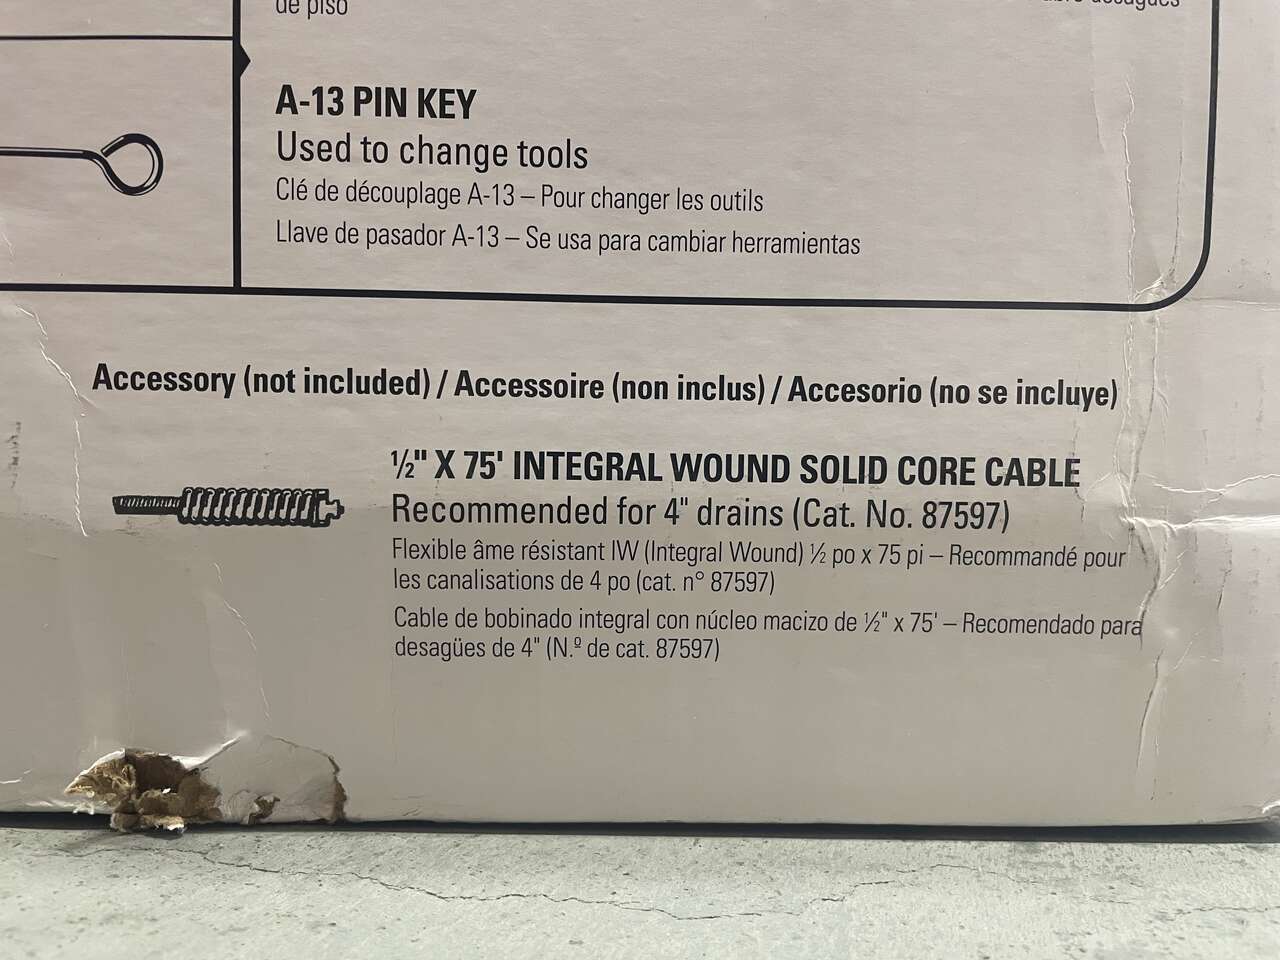 de piso
desagües
A-13 PIN KEY
Used to change tools
Clé de découplage A-13 – Pour changer les outils
Llave de pasador A-13 – Se usa para cambiar herramientas
Accessory (not included) / Accessoire (non inclus) / Accesorio (no se incluye)
½" X 75' INTEGRAL WOUND SOLID CORE CABLE
Recommended for 4" drains (Cat. No. 87597)
Flexible âme résistant IW (Integral Wound) ½ po x 75 pi – Recommandé pour
les canalisations de 4 po (cat. n° 87597)
Cable de bobinado integral con núcleo macizo de ½" x 75' – Recomendado para
desagües de 4" (N.º de cat. 87597)